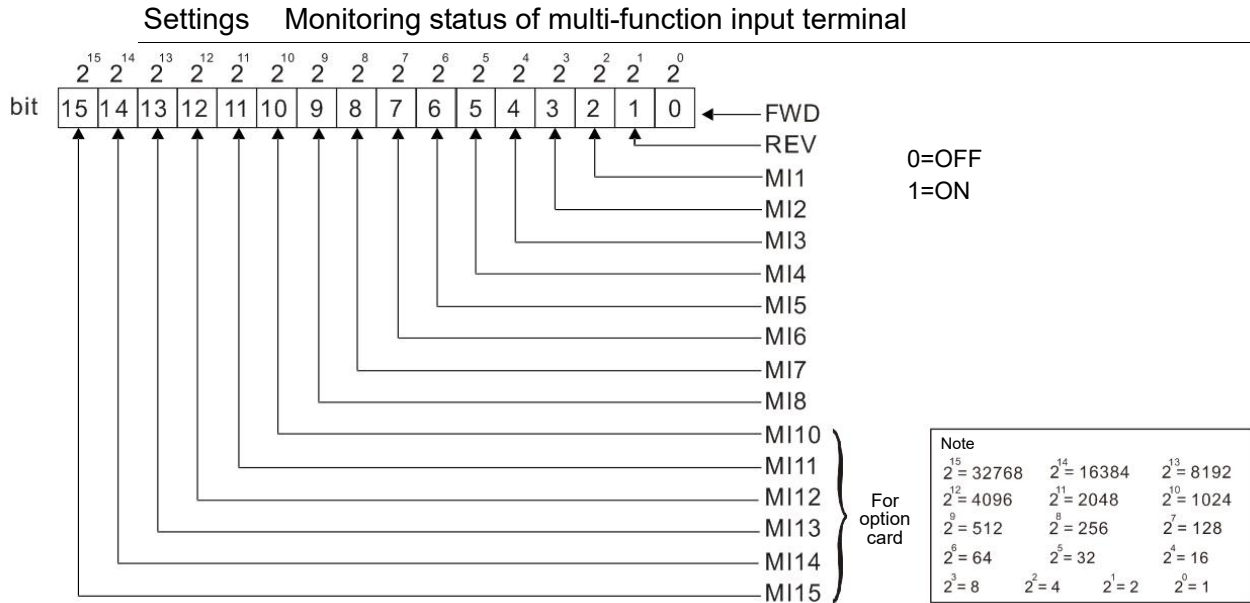 Settings Monitoring status of multi-function input terminal
2^15 2^14 2^13 2^12 2^11 2^10 2^9 2^8 2^7 2^6 2^5 2^4 2^3 2^2 2^1 2^0
bit 15 14 13 12 11 10 9 8 7 6 5 4 3 2 1 0
FWD
REV
MI1
MI2
MI3
MI4
MI5
MI6
MI7
MI8
MI10
MI11
MI12
MI13
MI14
MI15
0=OFF
1=ON
For
option
card
Note
2^15=32768 2^14=16384 2^13=8192
2^12=4096 2^11=2048 2^10=1024
2^9=512 2^8=256 2^7=128
2^6=64 2^5=32 2^4=16
2^3=8 2^2=4 2^1=2 2^0=1